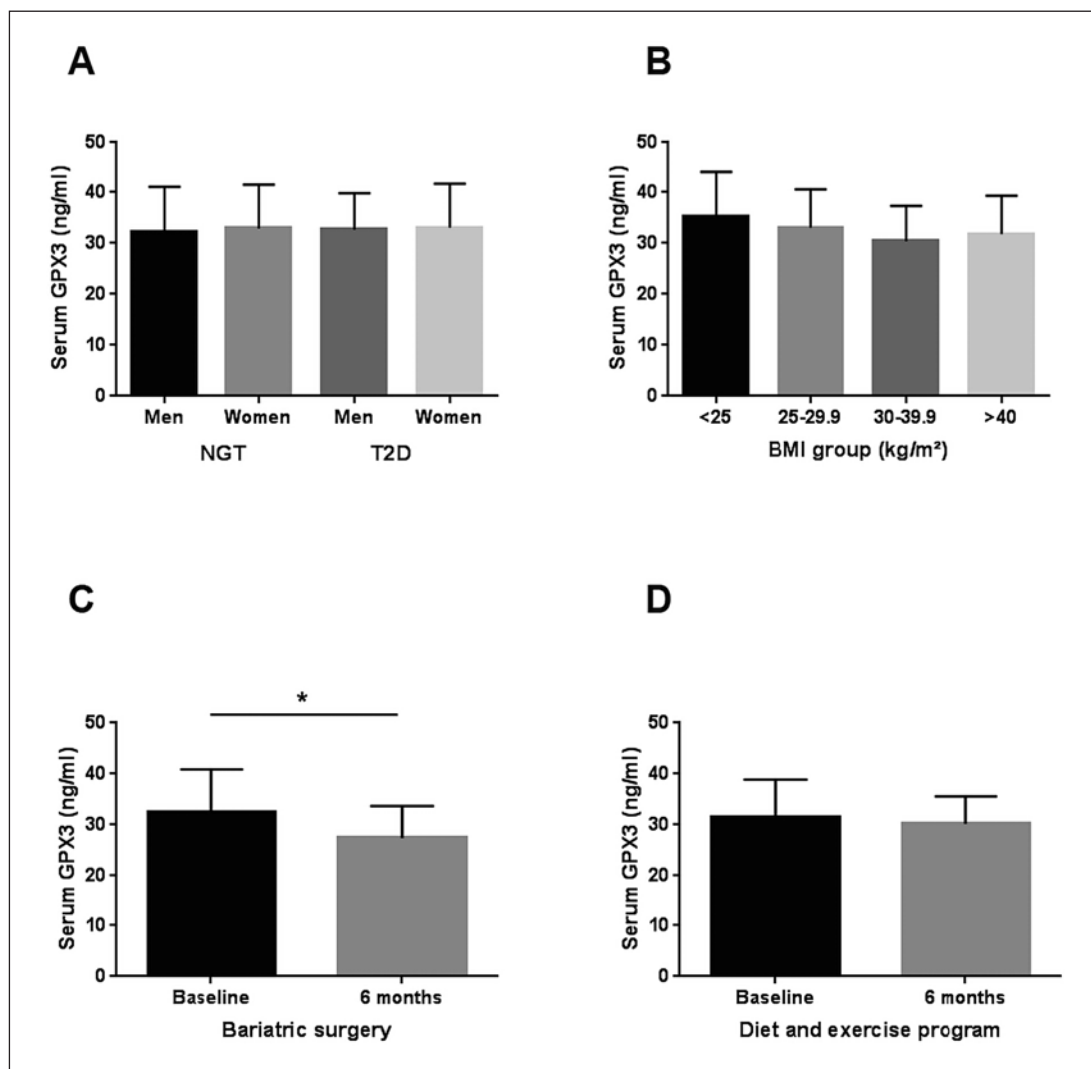 A
Serum GPX3 (ng/ml)
50
40
30
20
10
0
Men Women Men Women
NGT T2D
B
Serum GPX3 (ng/ml)
50
40
30
20
10
0
<25 25-29.9 30-39.9 >40
BMI group (kg/m²)
C
*
Serum GPX3 (ng/ml)
50
40
30
20
10
0
Baseline 6 months
Bariatric surgery
D
Serum GPX3 (ng/ml)
50
40
30
20
10
0
Baseline 6 months
Diet and exercise program